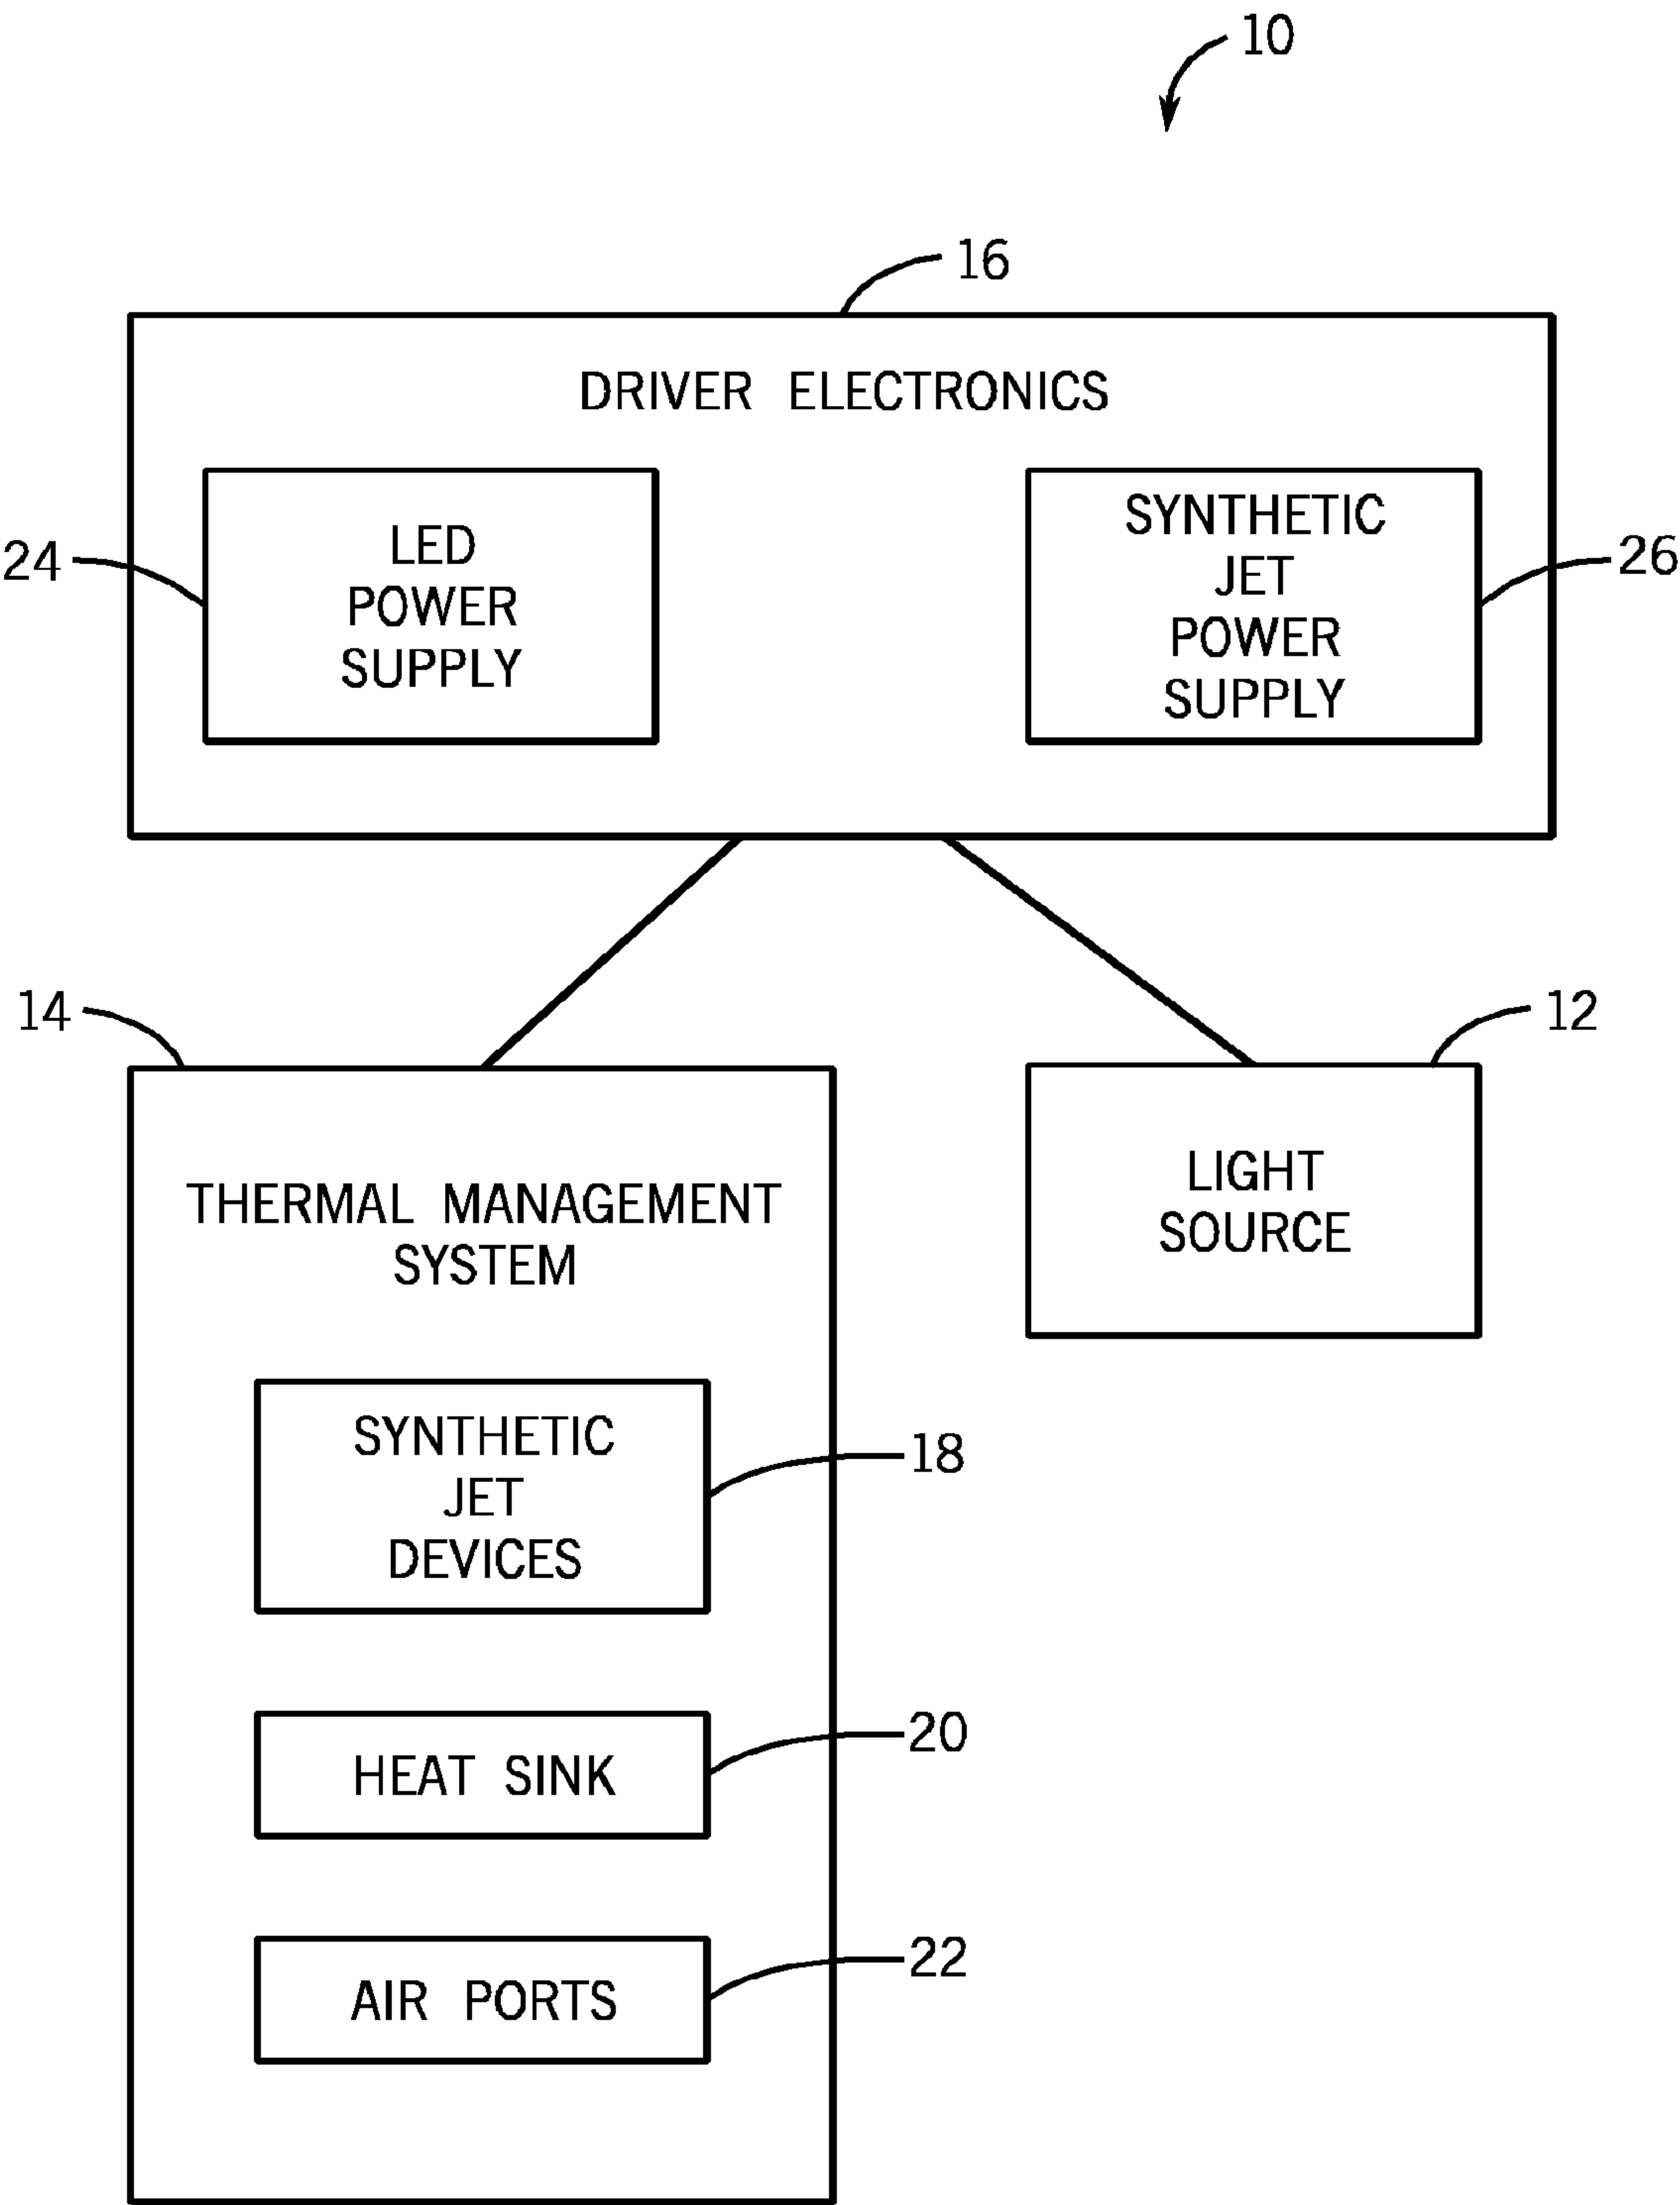 10
16
DRIVER ELECTRONICS
24
LED
POWER
SUPPLY
SYNTHETIC
JET
POWER
SUPPLY
26
14
THERMAL MANAGEMENT
SYSTEM
12
LIGHT
SOURCE
SYNTHETIC
JET
DEVICES
18
HEAT SINK
20
AIR PORTS
22